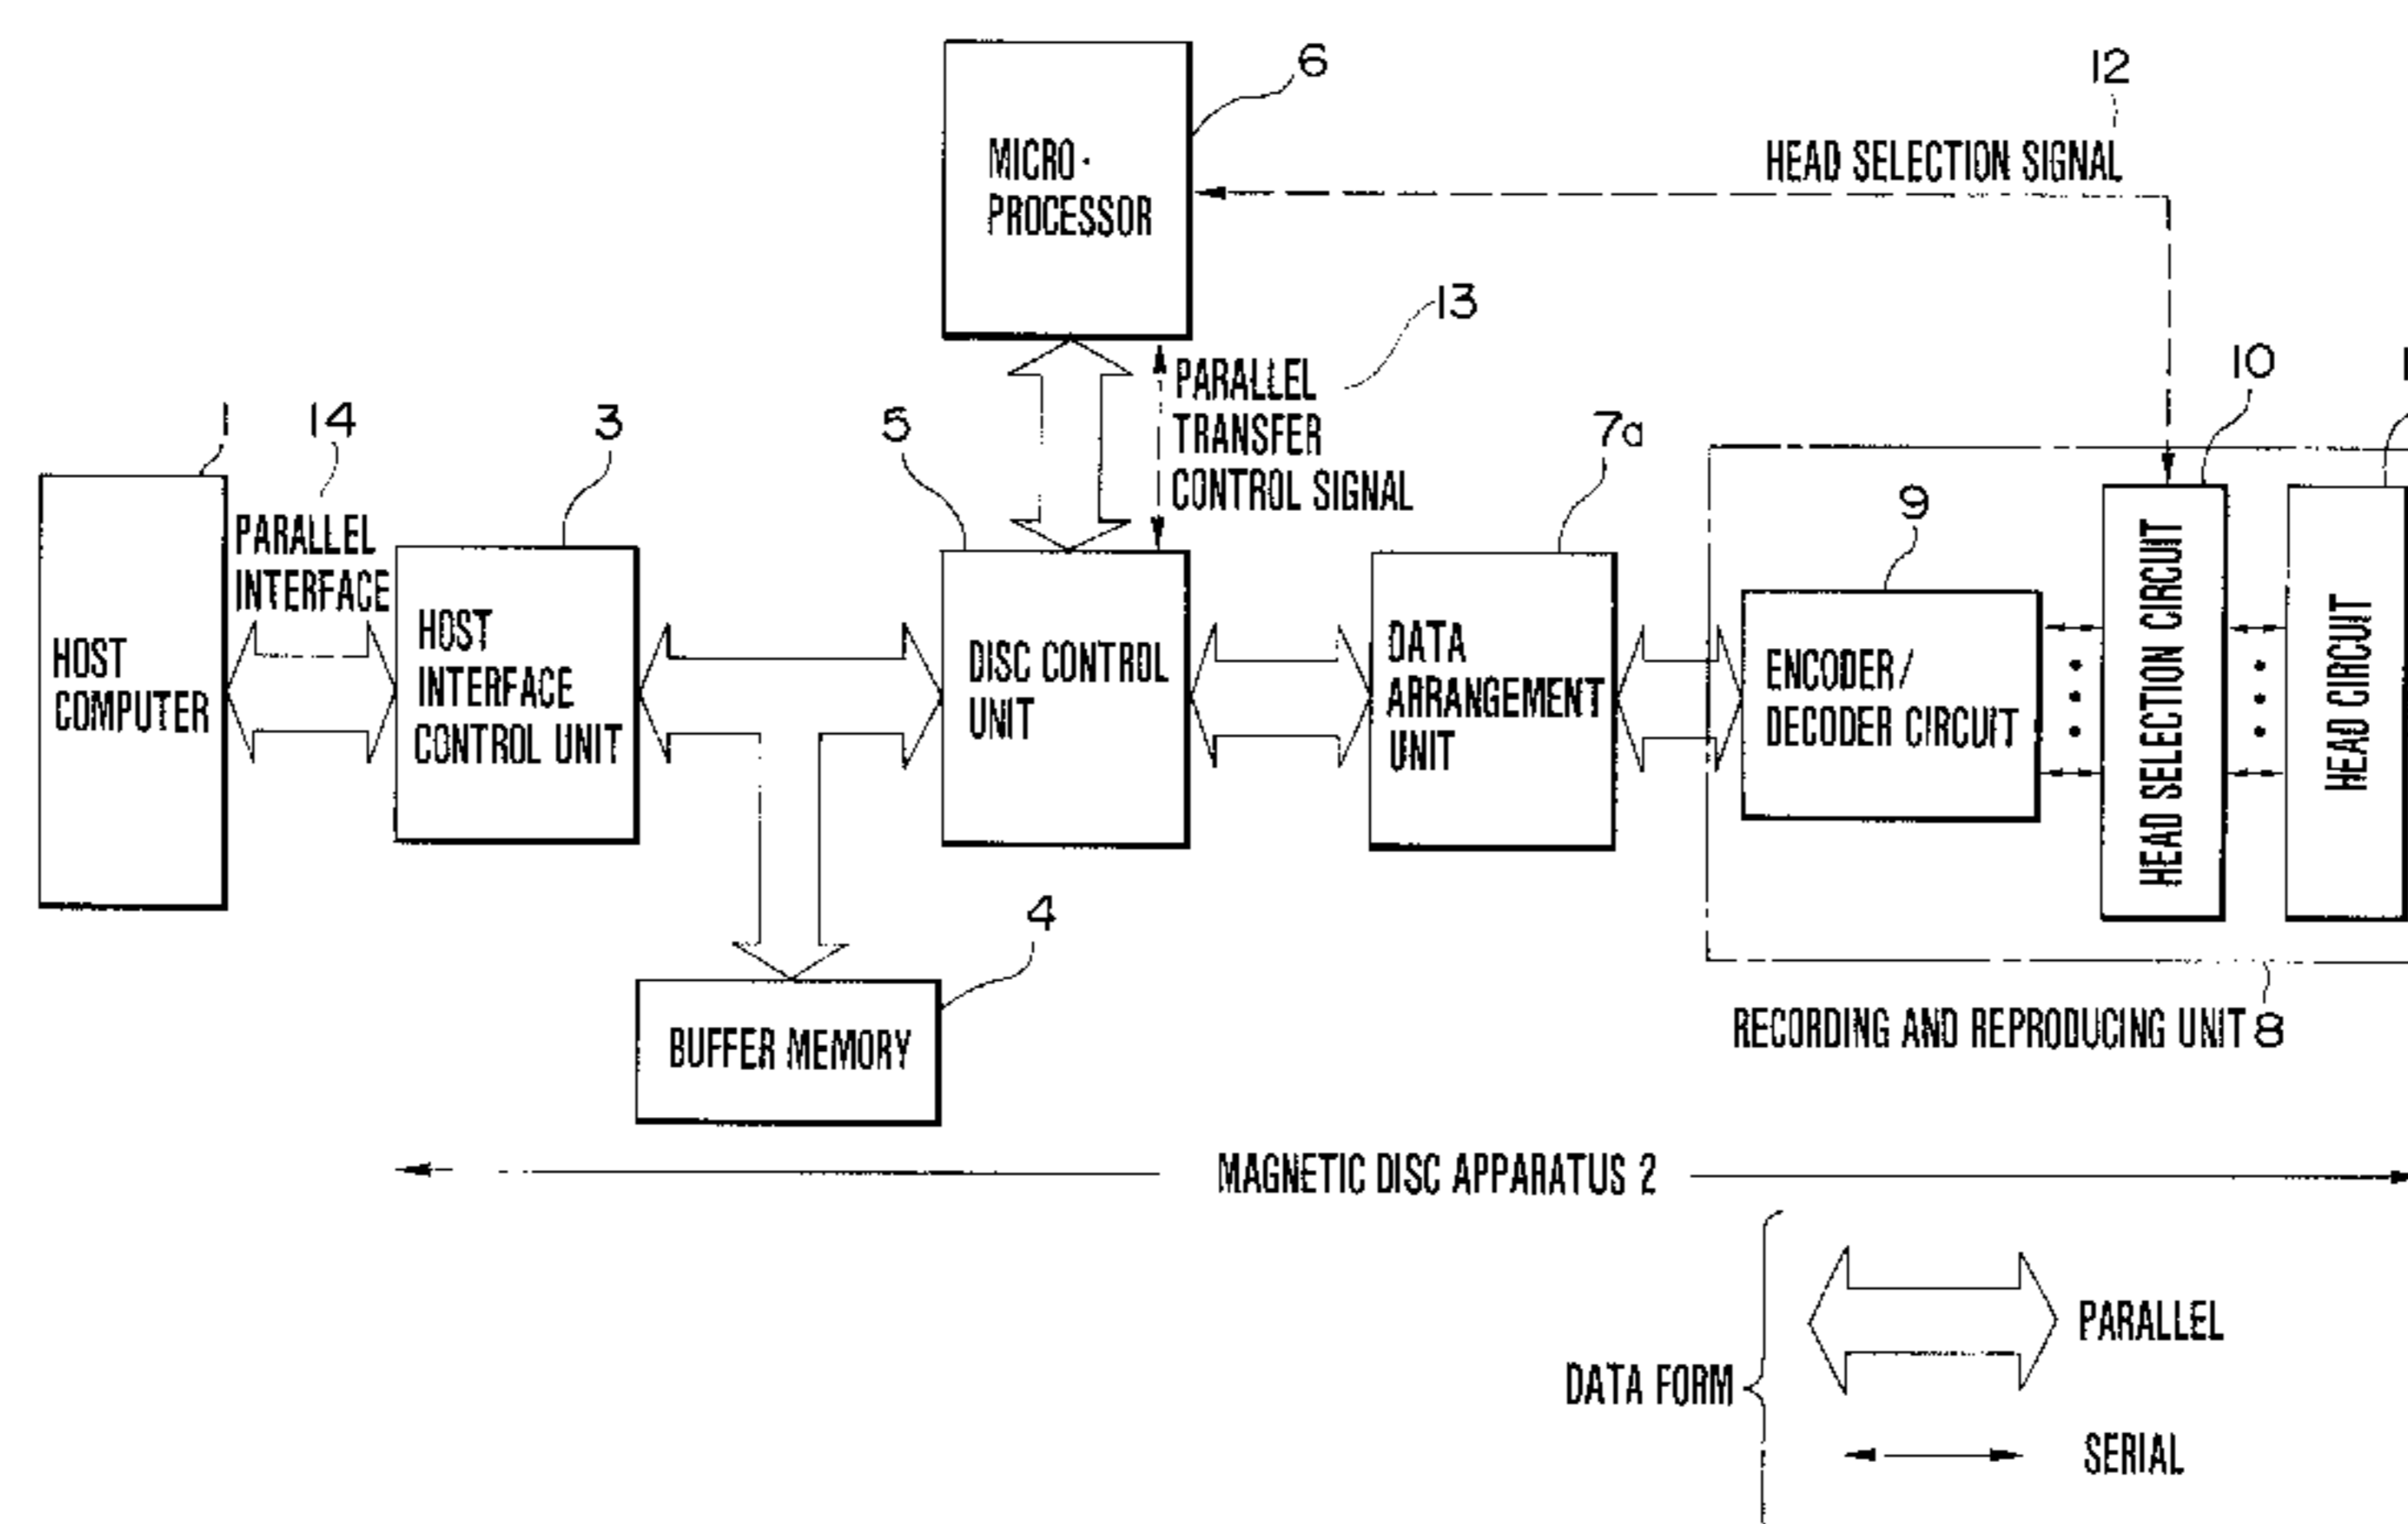 6
12
MICRO-
PROCESSOR
HEAD SELECTION SIGNAL
13
PARALLEL
TRANSFER
CONTROL SIGNAL
10
1
14
3
5
7a
9
PARALLEL
INTERFACE
HOST
COMPUTER
HOST
INTERFACE
CONTROL UNIT
DISC CONTROL
UNIT
DATA
ARRANGEMENT
UNIT
ENCODER/
DECODER CIRCUIT
HEAD SELECTION CIRCUIT
HEAD CIRCUIT
4
BUFFER MEMORY
RECORDING AND REPRODUCING UNIT 8
MAGNETIC DISC APPARATUS 2
DATA FORM
PARALLEL
SERIAL